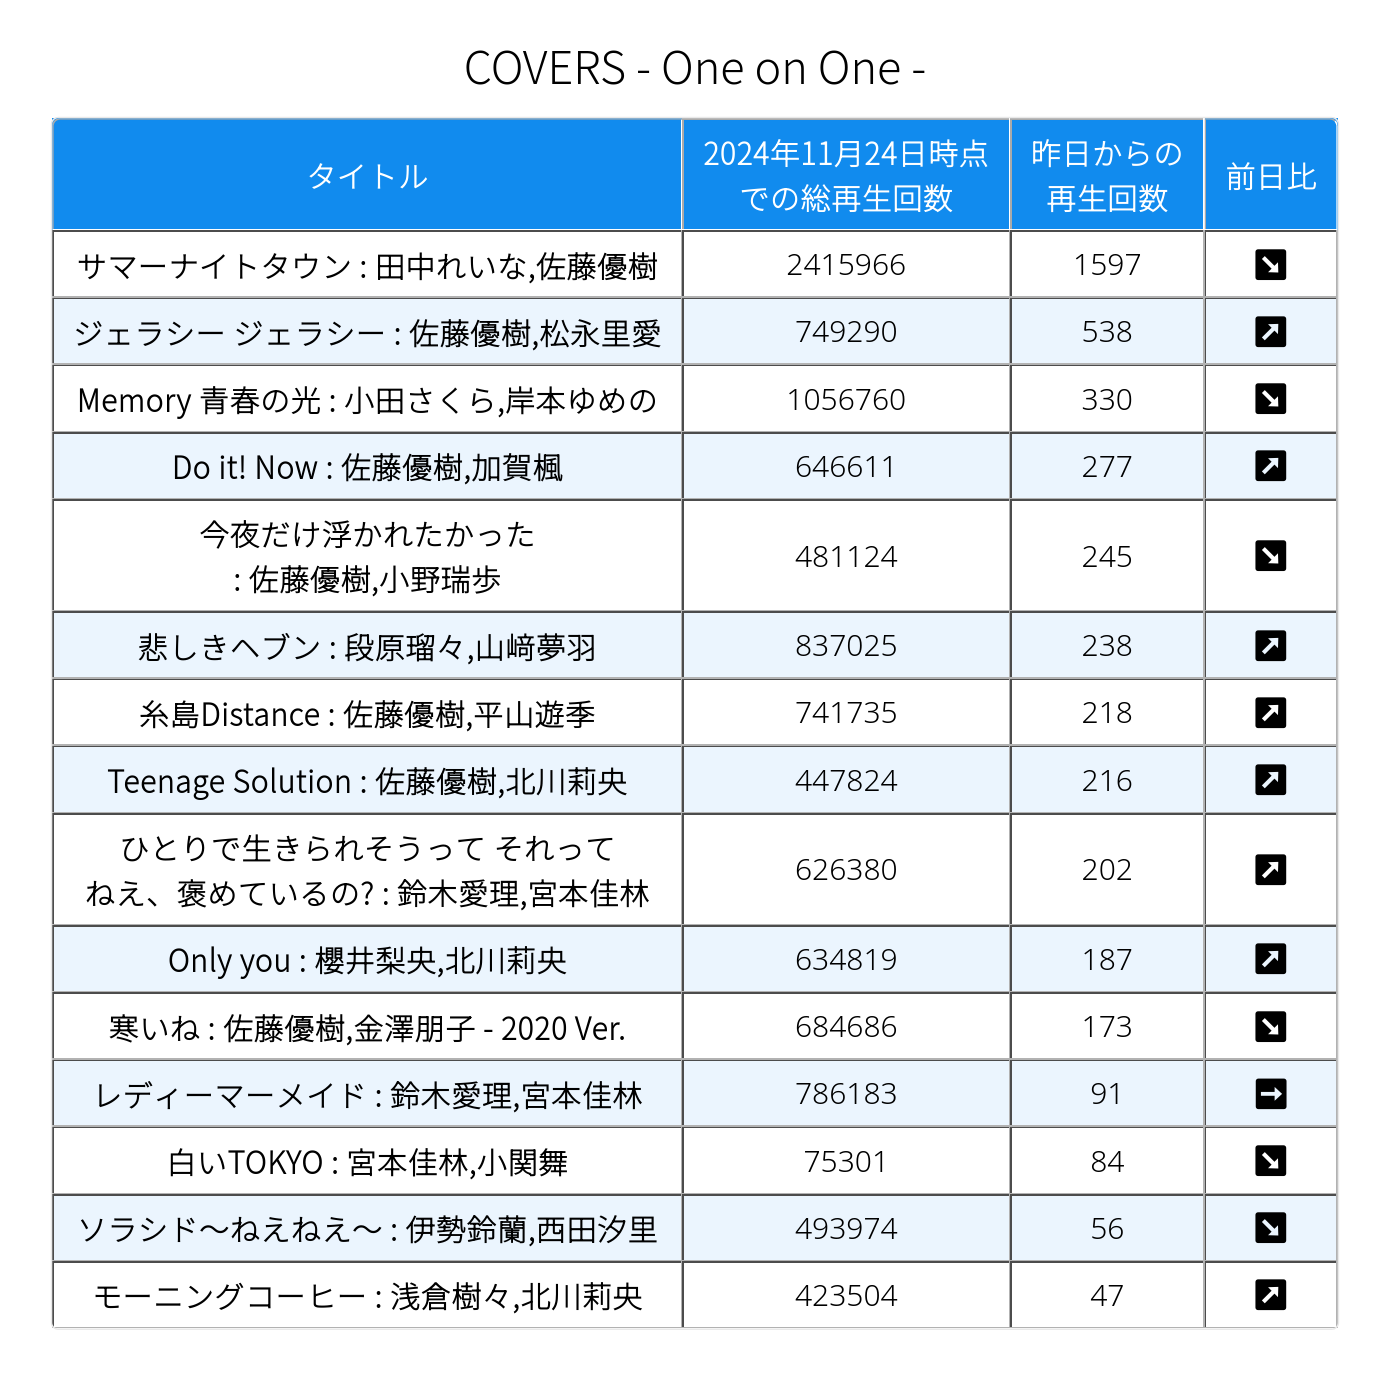 COVERS - One on One -
タイトル
2024年11月24日時点
での総再生回数
昨日からの
再生回数
前日比
サマーナイトタウン : 田中れいな,佐藤優樹
2415966
1597
ジェラシー ジェラシー : 佐藤優樹,松永里愛
749290
538
Memory 青春の光 : 小田さくら,岸本ゆめの
1056760
330
Do it! Now : 佐藤優樹,加賀楓
646611
277
今夜だけ浮かれたかった
: 佐藤優樹,小野瑞歩
481124
245
悲しきヘブン : 段原瑠々,山﨑夢羽
837025
238
糸島Distance : 佐藤優樹,平山遊季
741735
218
Teenage Solution : 佐藤優樹,北川莉央
447824
216
ひとりで生きられそうって それって
ねえ、褒めているの? : 鈴木愛理,宮本佳林
626380
202
Only you : 櫻井梨央,北川莉央
634819
187
寒いね : 佐藤優樹,金澤朋子 - 2020 Ver.
684686
173
レディーマーメイド : 鈴木愛理,宮本佳林
786183
91
白いTOKYO : 宮本佳林,小関舞
75301
84
ソラシド〜ねえねえ〜 : 伊勢鈴蘭,西田汐里
493974
56
モーニングコーヒー : 浅倉樹々,北川莉央
423504
47